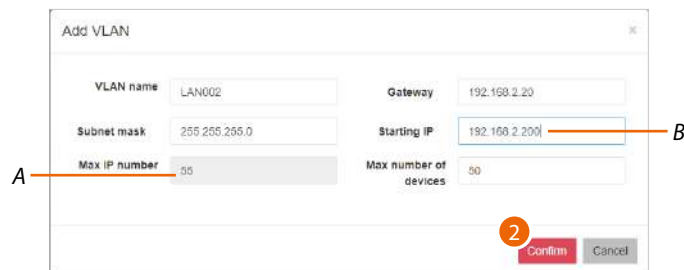 Add VLAN ×
VLAN name LAN002 Gateway 192.168.2.20
Subnet mask 255.255.255.0 Starting IP 192.168.2.200 B
A Max IP number 55 Max number of devices 50
2
Confirm Cancel